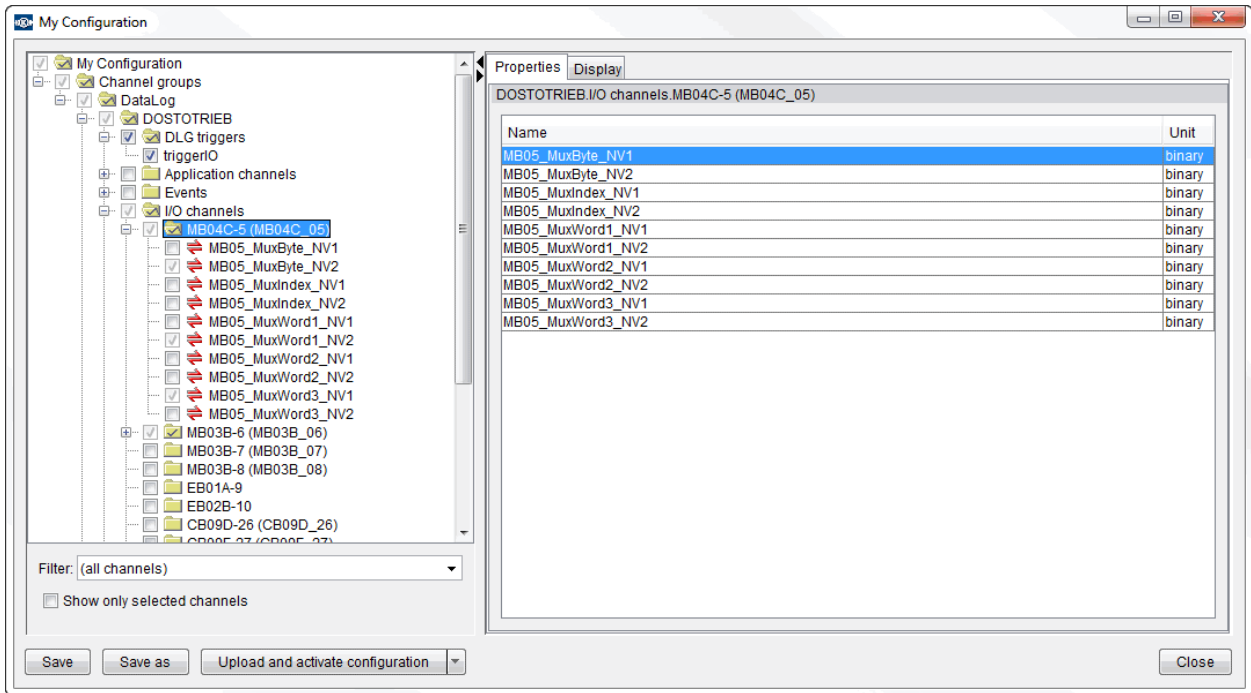 My Configuration
My Configuration
Channel groups
DataLog
DOSTOTRIEB
DLG triggers
triggerIO
Application channels
Events
I/O channels
MB04C-5 (MB04C_05)
MB05_MuxByte_NV1
MB05_MuxByte_NV2
MB05_MuxIndex_NV1
MB05_MuxIndex_NV2
MB05_MuxWord1_NV1
MB05_MuxWord1_NV2
MB05_MuxWord2_NV1
MB05_MuxWord2_NV2
MB05_MuxWord3_NV1
MB05_MuxWord3_NV2
MB03B-6 (MB03B_06)
MB03B-7 (MB03B_07)
MB03B-8 (MB03B_08)
EB01A-9
EB02B-10
CB09D-26 (CB09D_26)
Filter: (all channels)
Show only selected channels
Properties Display
DOSTOTRIEB.I/O channels.MB04C-5 (MB04C_05)
Name Unit
MB05_MuxByte_NV1 binary
MB05_MuxByte_NV2 binary
MB05_MuxIndex_NV1 binary
MB05_MuxIndex_NV2 binary
MB05_MuxWord1_NV1 binary
MB05_MuxWord1_NV2 binary
MB05_MuxWord2_NV1 binary
MB05_MuxWord2_NV2 binary
MB05_MuxWord3_NV1 binary
MB05_MuxWord3_NV2 binary
Save Save as Upload and activate configuration Close